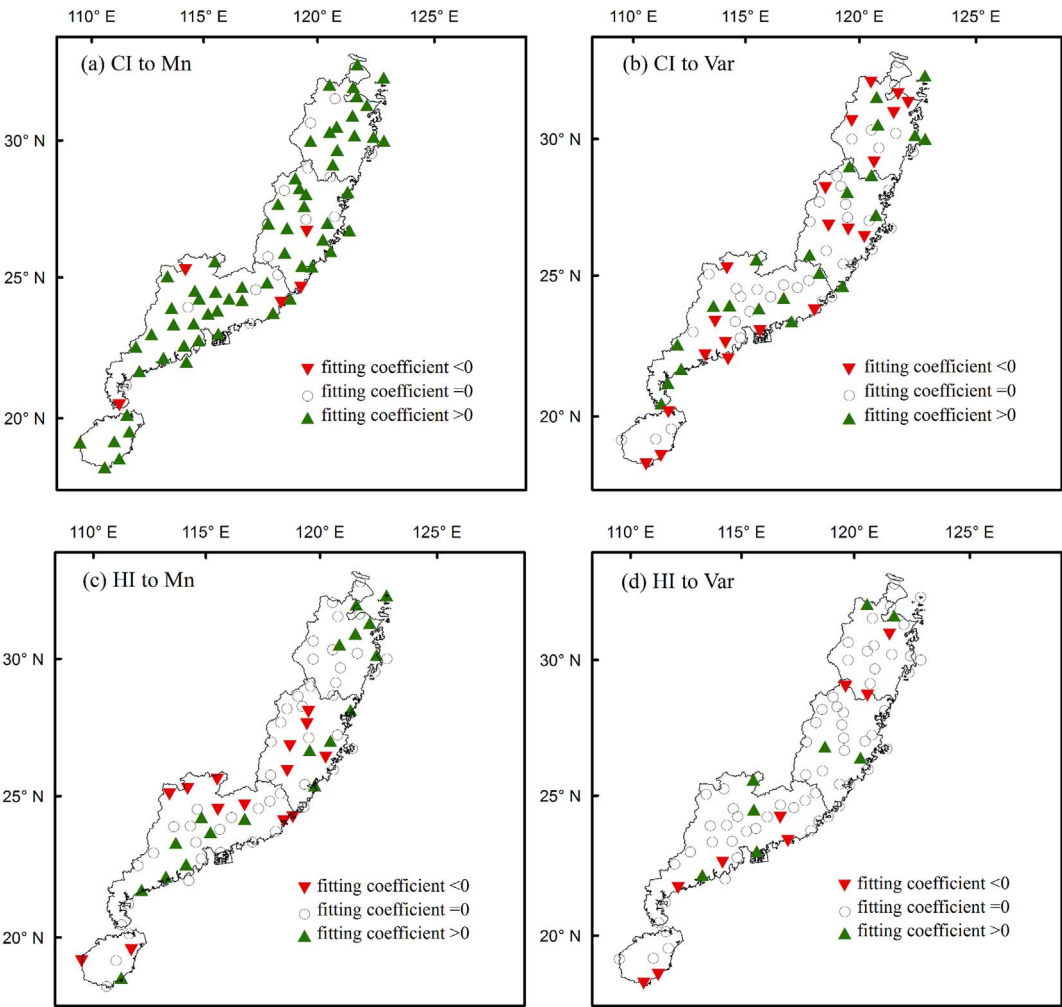 110° E 115° E 120° E 125° E
110° E 115° E 120° E 125° E
(a) CI to Mn
(b) CI to Var
30° N
30° N
25° N
25° N
fitting coefficient <0
fitting coefficient =0
fitting coefficient >0
fitting coefficient <0
fitting coefficient =0
fitting coefficient >0
20° N
20° N
110° E 115° E 120° E 125° E
110° E 115° E 120° E 125° E
(c) HI to Mn
(d) HI to Var
30° N
30° N
25° N
25° N
fitting coefficient <0
fitting coefficient =0
fitting coefficient >0
fitting coefficient <0
fitting coefficient =0
fitting coefficient >0
20° N
20° N